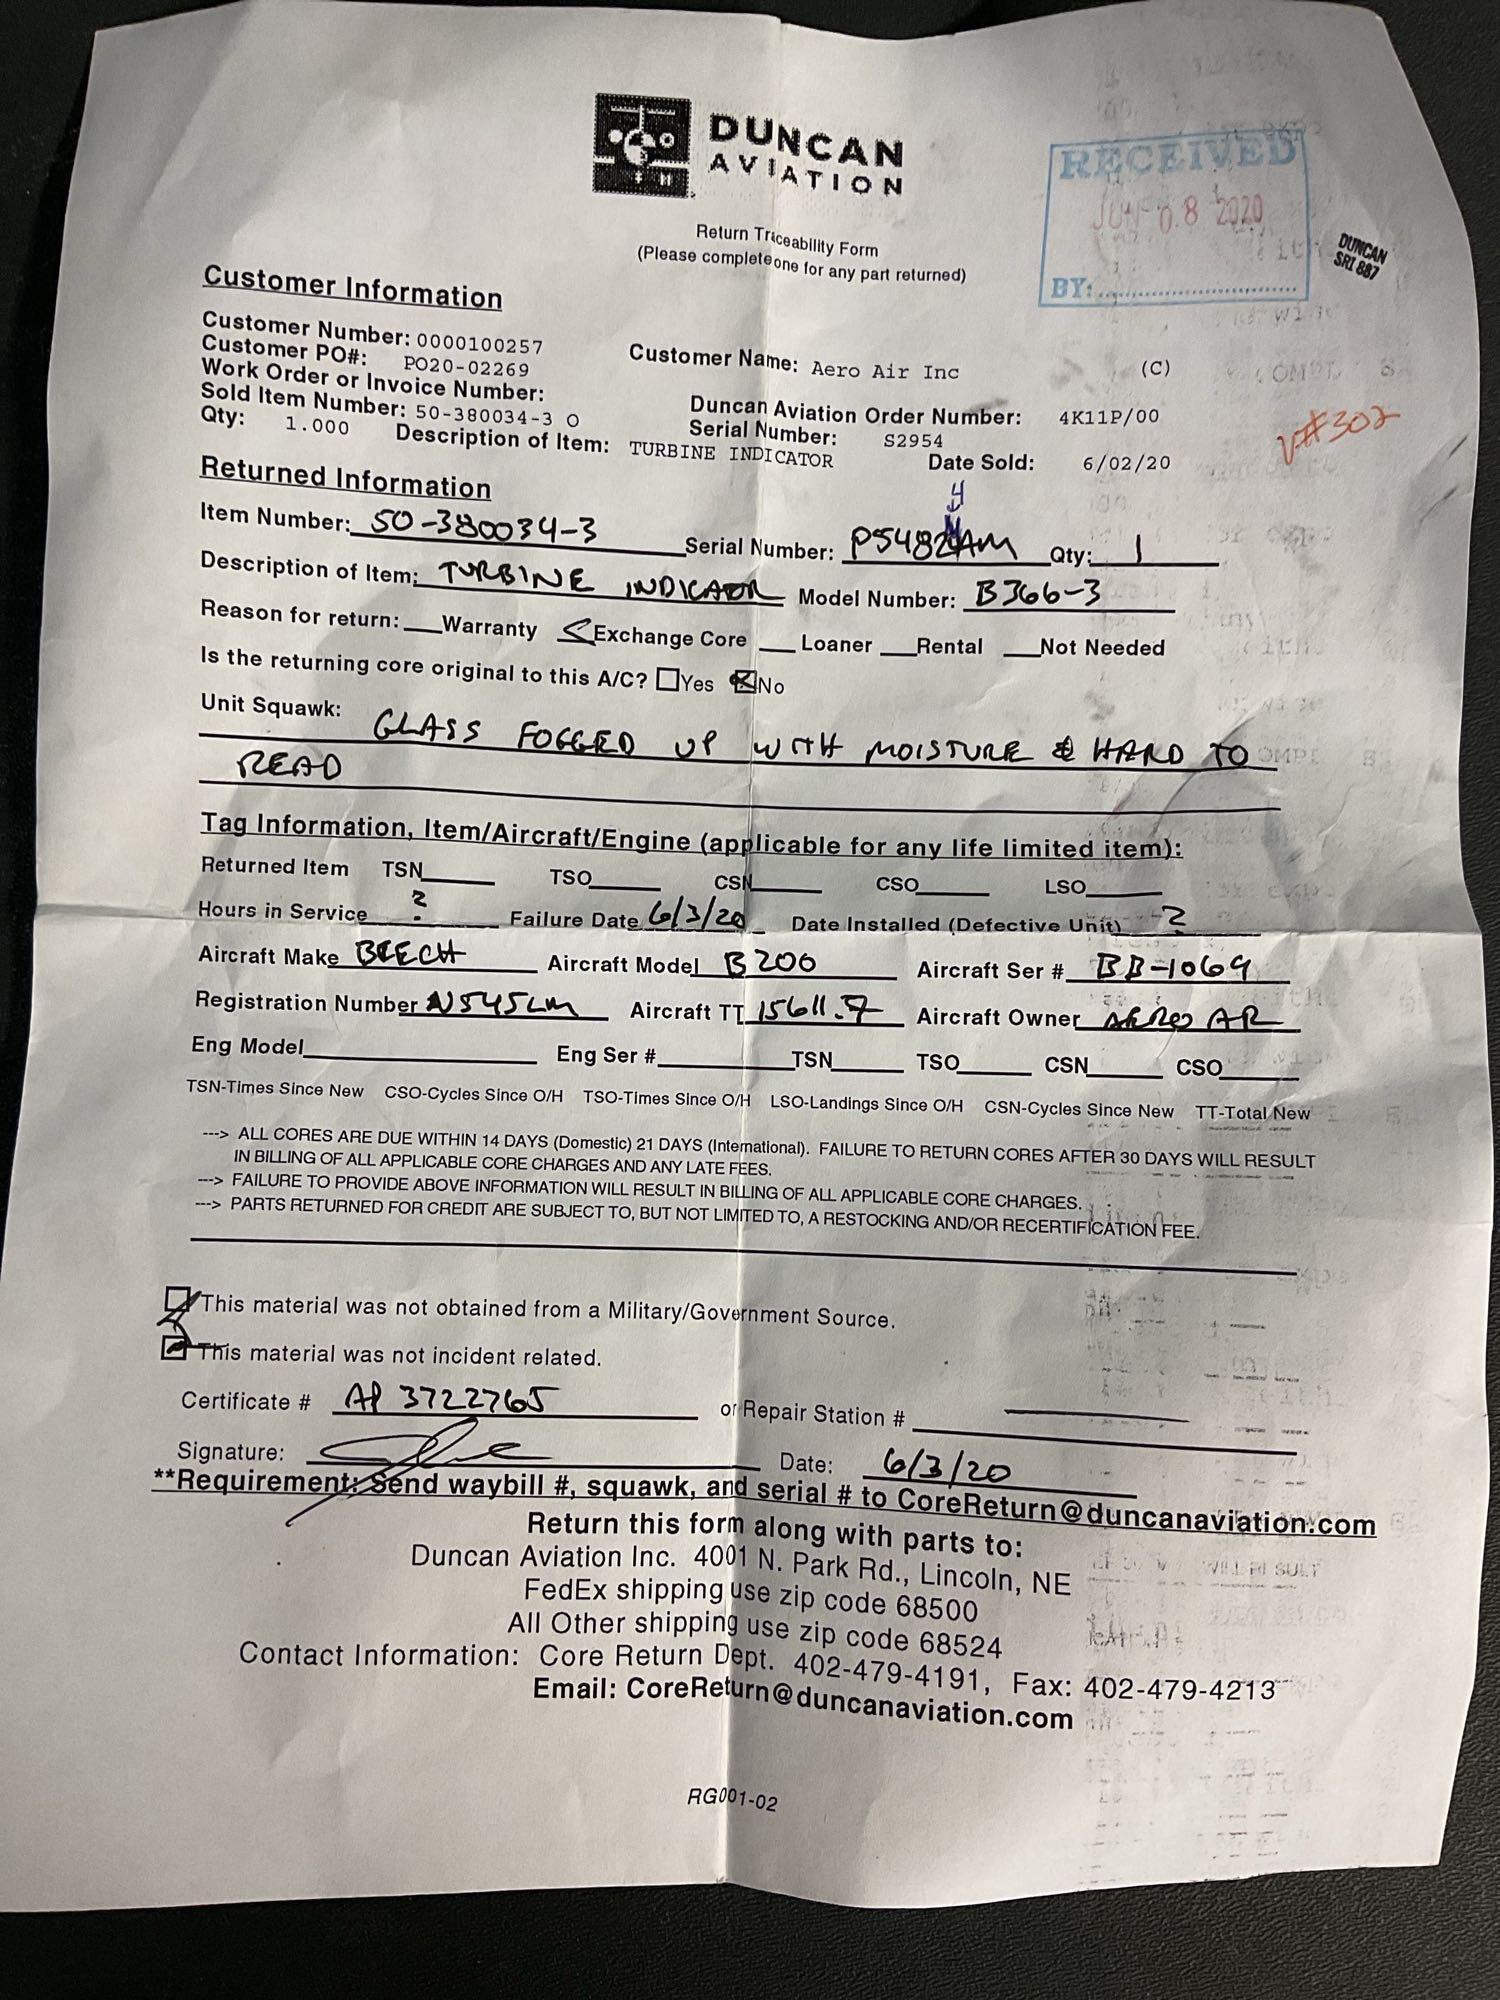 DUNCAN
AVIATION
RECEIVED
JUN 08 2020
BY:
DUNCAN
SRI 887
Return Traceability Form
(Please complete one for any part returned)
Customer Information
Customer Number: 0000100257
Customer PO#: PO20-02269
Customer Name: Aero Air Inc (C)
Work Order or Invoice Number:
Duncan Aviation Order Number: 4K11P/00
Sold Item Number: 50-380034-3 O
Serial Number: S2954
V#302
Qty: 1.000 Description of Item: TURBINE INDICATOR Date Sold: 6/02/20
Returned Information
4
Item Number: 50-380034-3 Serial Number: P5482AM Qty: 1
Description of Item: TURBINE INDICATOR Model Number: B366-3
Reason for return: Warranty Exchange Core Loaner Rental Not Needed
Is the returning core original to this A/C? Yes No
Unit Squawk: GLASS FOGGED UP WITH MOISTURE & HARD TO
READ
Tag Information, Item/Aircraft/Engine (applicable for any life limited item):
Returned Item TSN TSO CSN CSO LSO
Hours in Service ? Failure Date 6/3/20 Date Installed (Defective Unit) ?
Aircraft Make BEECH Aircraft Model B200 Aircraft Ser # BB-1069
Registration Number N545LM Aircraft TT 15611.7 Aircraft Owner AERO AIR
Eng Model Eng Ser # TSN TSO CSN CSO
TSN-Times Since New CSO-Cycles Since O/H TSO-Times Since O/H LSO-Landings Since O/H CSN-Cycles Since New TT-Total New
---> ALL CORES ARE DUE WITHIN 14 DAYS (Domestic) 21 DAYS (International). FAILURE TO RETURN CORES AFTER 30 DAYS WILL RESULT
IN BILLING OF ALL APPLICABLE CORE CHARGES AND ANY LATE FEES.
---> FAILURE TO PROVIDE ABOVE INFORMATION WILL RESULT IN BILLING OF ALL APPLICABLE CORE CHARGES.
---> PARTS RETURNED FOR CREDIT ARE SUBJECT TO, BUT NOT LIMITED TO, A RESTOCKING AND/OR RECERTIFICATION FEE.
This material was not obtained from a Military/Government Source.
This material was not incident related.
Certificate # AP 3722765 or Repair Station #
Signature: Date: 6/3/20
**Requirement: Send waybill #, squawk, and serial # to CoreReturn@duncanaviation.com
Return this form along with parts to:
Duncan Aviation Inc. 4001 N. Park Rd., Lincoln, NE
FedEx shipping use zip code 68500
All Other shipping use zip code 68524
Contact Information: Core Return Dept. 402-479-4191, Fax: 402-479-4213
Email: CoreReturn@duncanaviation.com
RG001-02